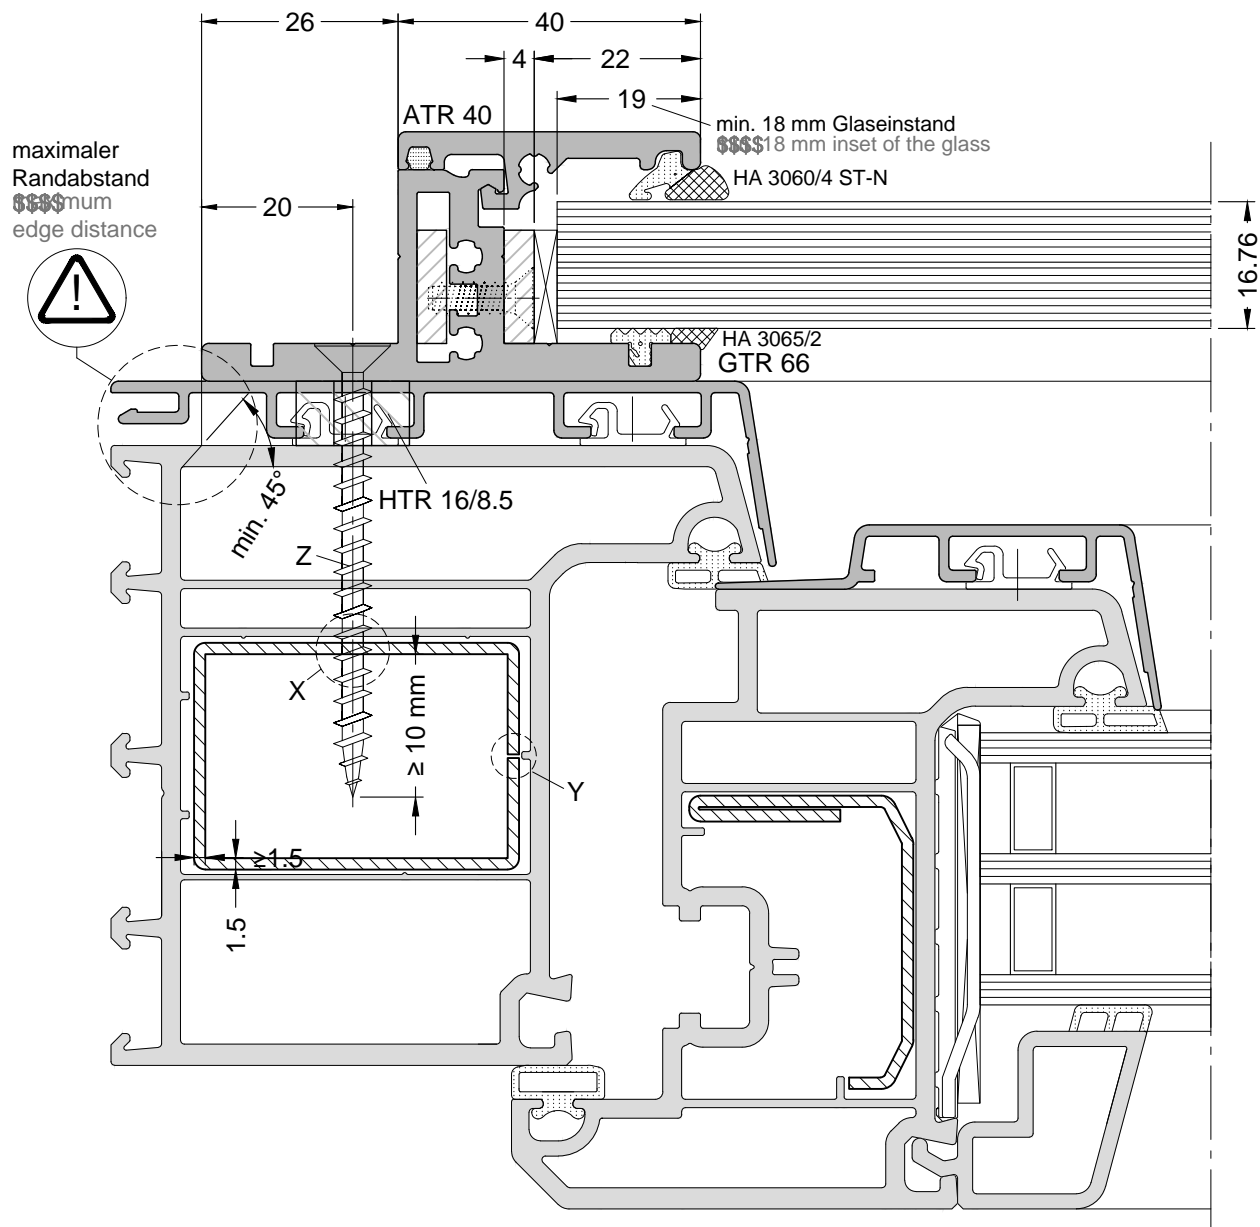 26
40
4
22
19
ATR 40
min. 18 mm Glaseinstand
18 mm inset of the glass
maximaler
Randabstand
edge distance
20
HA 3060/4 ST-N
16.76
HA 3065/2
GTR 66
min. 45°
HTR 16/8.5
Z
X
≥ 10 mm
Y
≥1.5
1.5